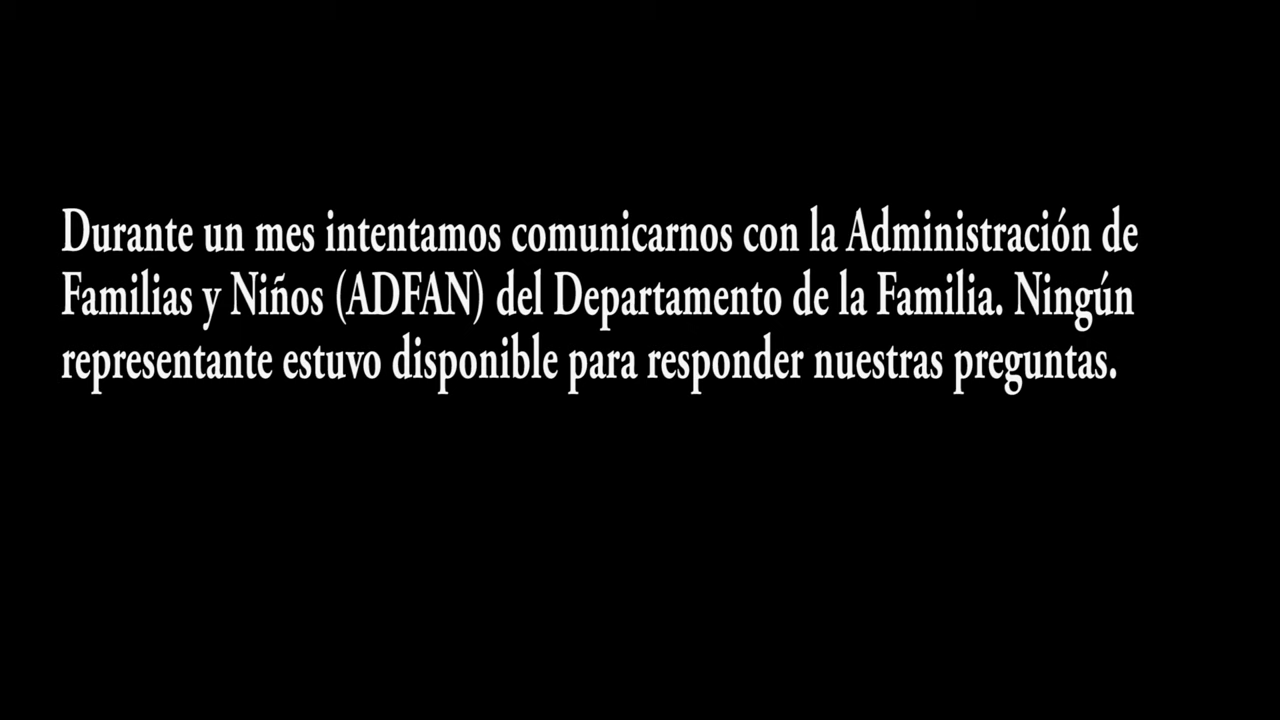 Durante un mes intentamos comunicarnos con la Administración de
Familias y Niños (ADFAN) del Departamento de la Familia. Ningún
representante estuvo disponible para responder nuestras preguntas.